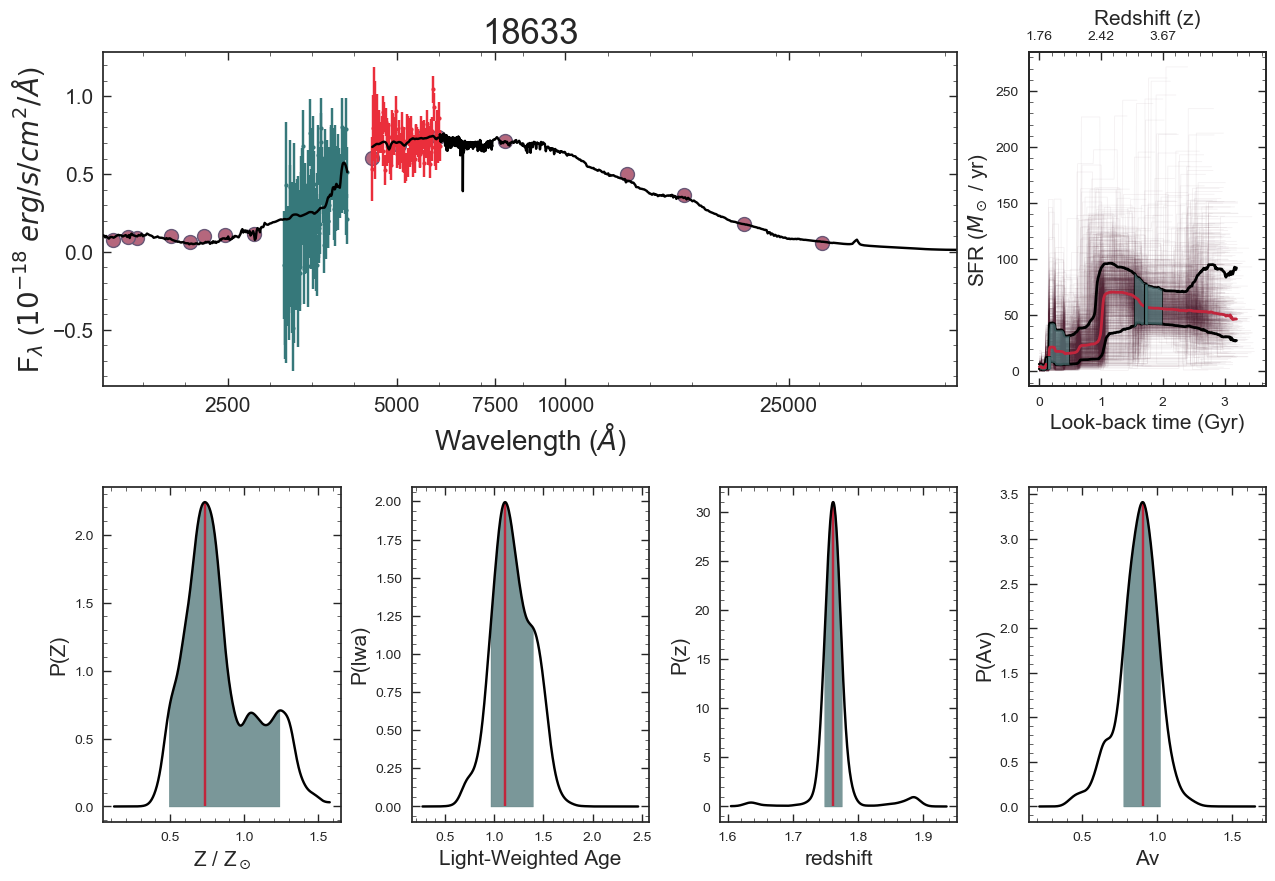 18633
F_λ (10^{-18} erg/s/cm^2/Å)
1.0
0.5
0.0
−0.5
2500 5000 7500 10000 25000
Wavelength (Å)
Redshift (z)
1.76 2.42 3.67
SFR (M_⊙ / yr)
250
200
150
100
50
0
0 1 2 3
Look-back time (Gyr)
P(Z)
2.0
1.5
1.0
0.5
0.0
0.5 1.0 1.5
Z / Z_⊙
P(lwa)
2.00
1.75
1.50
1.25
1.00
0.75
0.50
0.25
0.00
0.5 1.0 1.5 2.0 2.5
Light-Weighted Age
P(z)
30
25
20
15
10
5
0
1.6 1.7 1.8 1.9
redshift
P(Av)
3.5
3.0
2.5
2.0
1.5
1.0
0.5
0.0
0.5 1.0 1.5
Av